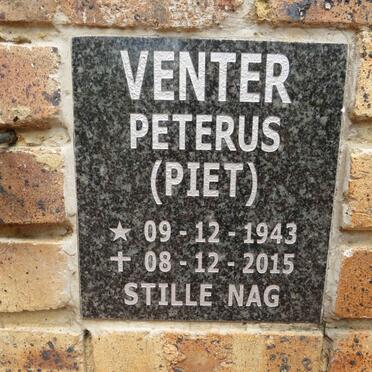 VENTER
PETERUS
(PIET)
★ 09 - 12 - 1943
✝ 08 - 12 - 2015
STILLE NAG